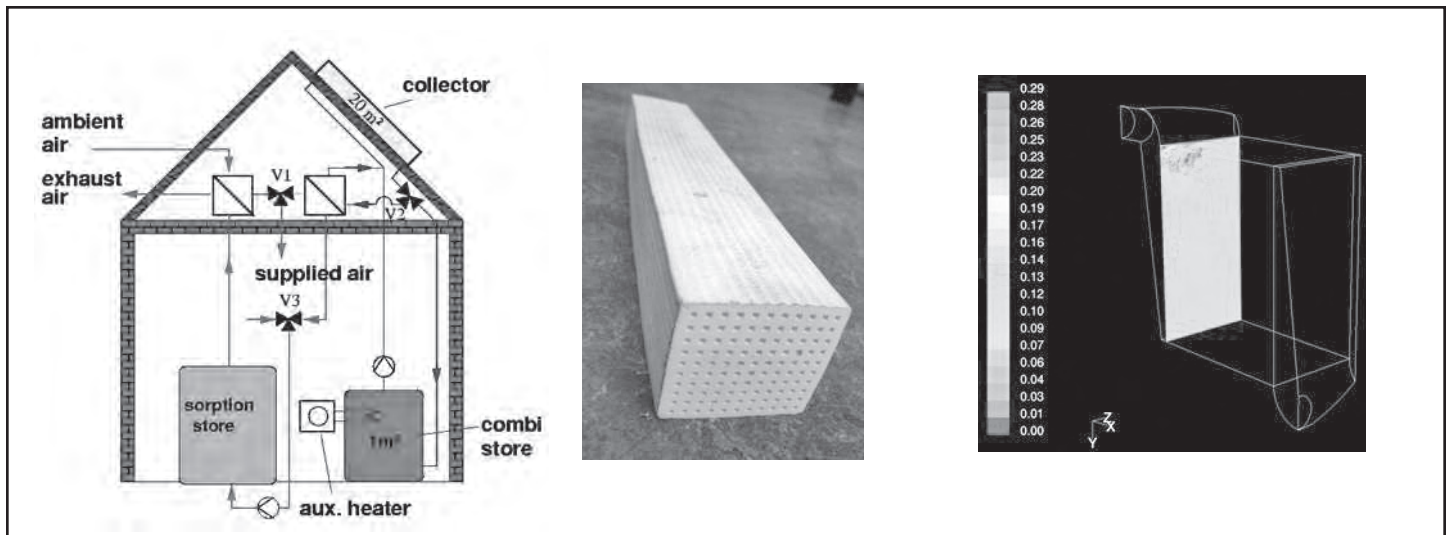 collector
20 m²
ambient
air
exhaust
air
V1
V2
supplied air
V3
sorption
store
1m³
combi
store
aux. heater
0.29
0.28
0.26
0.25
0.23
0.22
0.20
0.19
0.17
0.16
0.14
0.13
0.12
0.10
0.09
0.07
0.06
0.04
0.03
0.01
0.00
Z
X
Y